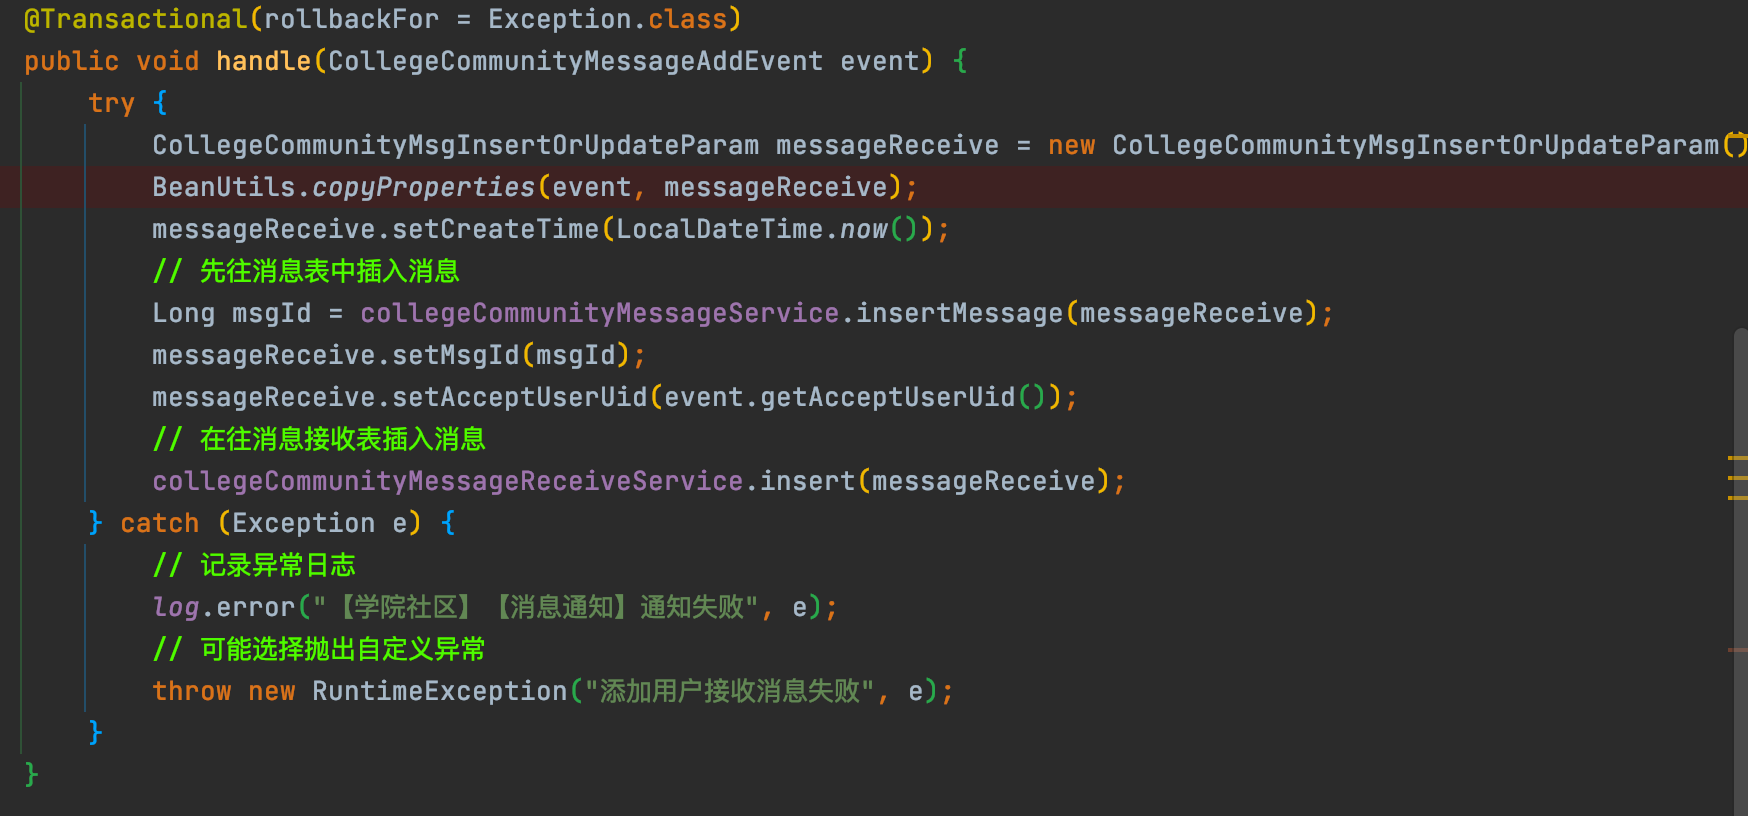 @Transactional(rollbackFor = Exception.class)
public void handle(CollegeCommunityMessageAddEvent event) {
try {
CollegeCommunityMsgInsertOrUpdateParam messageReceive = new CollegeCommunityMsgInsertOrUpdateParam()
BeanUtils.copyProperties(event, messageReceive);
messageReceive.setCreateTime(LocalDateTime.now());
// 先往消息表中插入消息
Long msgId = collegeCommunityMessageService.insertMessage(messageReceive);
messageReceive.setMsgId(msgId);
messageReceive.setAcceptUserUid(event.getAcceptUserUid());
// 在往消息接收表插入消息
collegeCommunityMessageReceiveService.insert(messageReceive);
} catch (Exception e) {
// 记录异常日志
log.error("【学院社区】【消息通知】通知失败", e);
// 可能选择抛出自定义异常
throw new RuntimeException("添加用户接收消息失败", e);
}
}